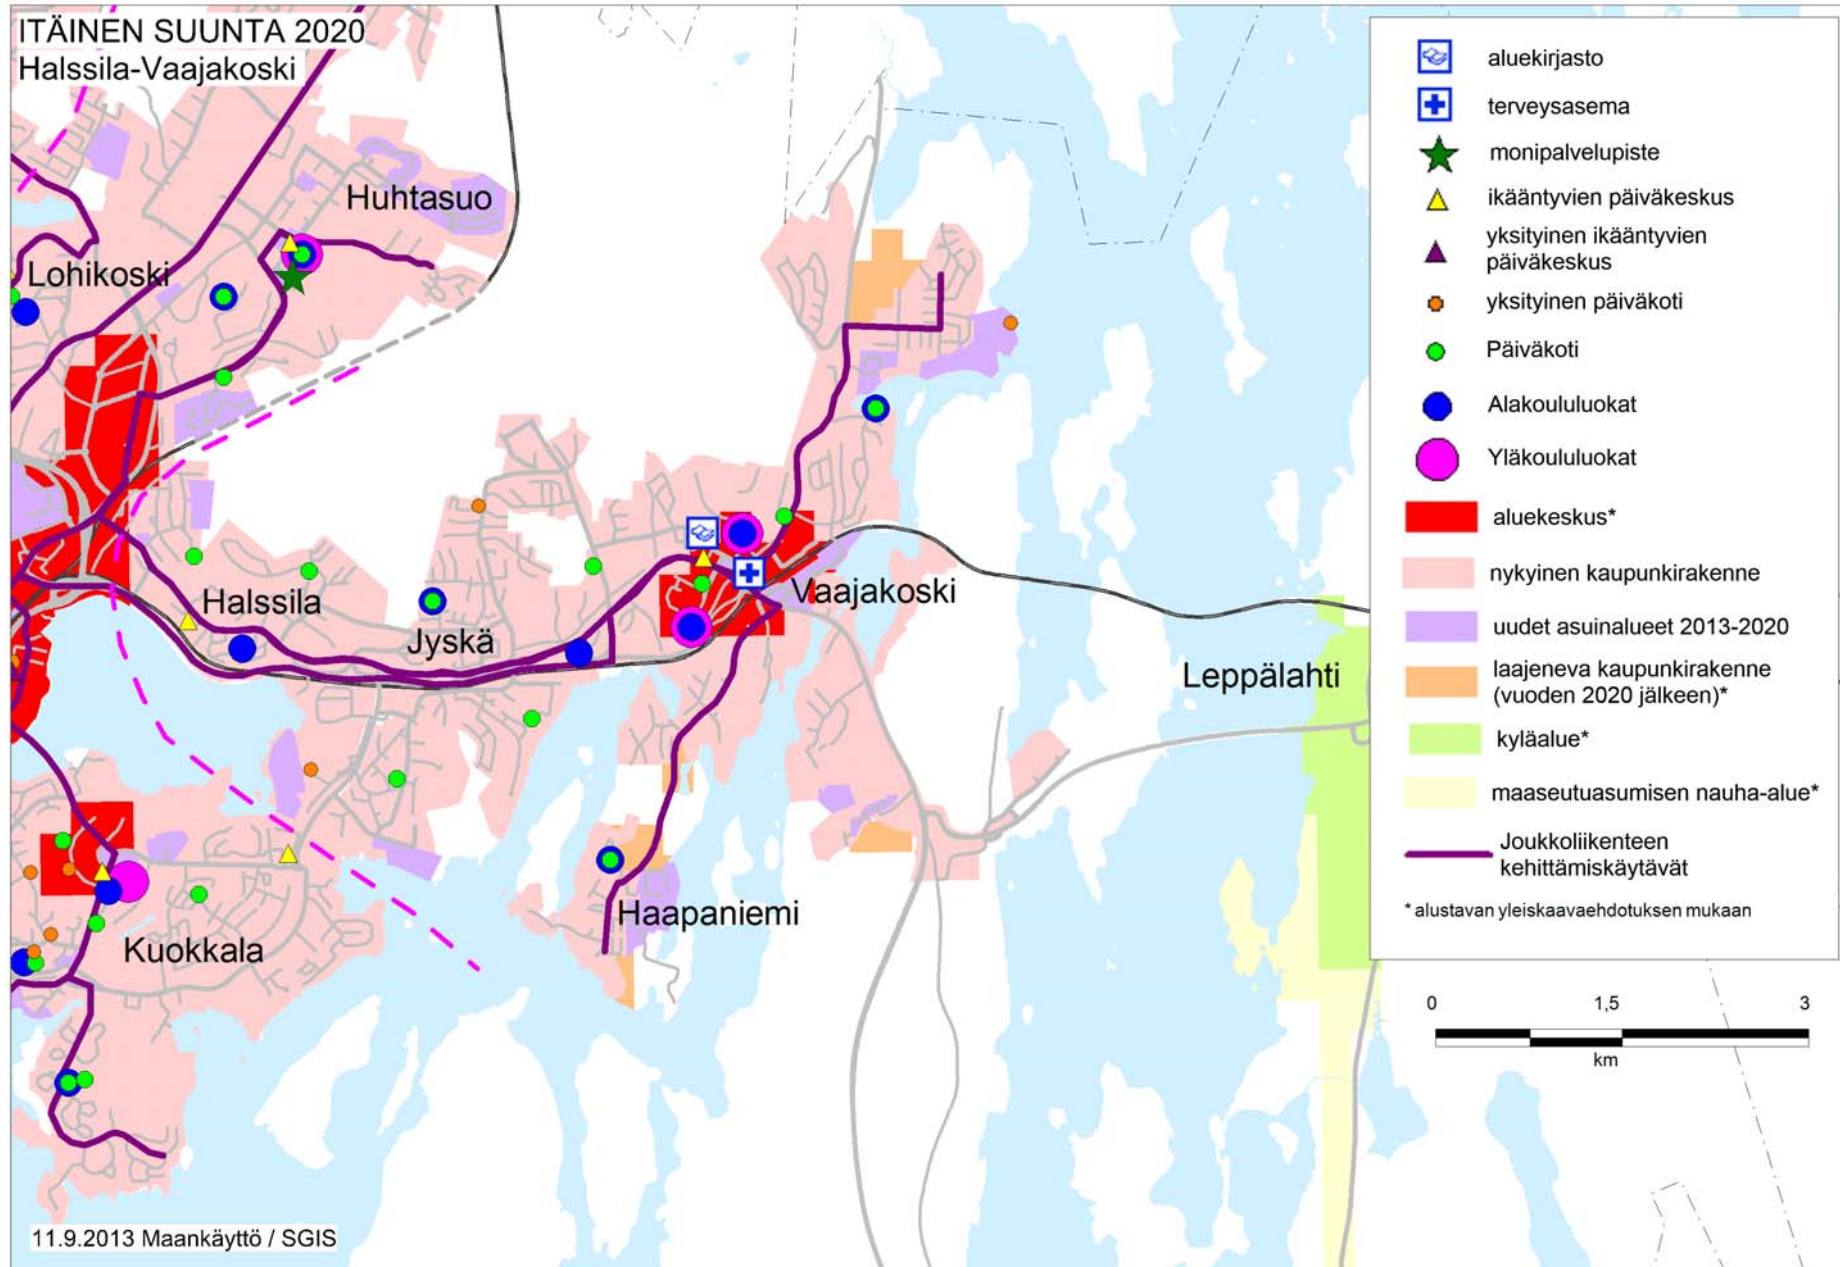 ITÄINEN SUUNTA 2020
Halssila-Vaajakoski
Huhtasuo
Lohikoski
Halssila
Jyskä
Vaajakoski
Leppälahti
Haapaniemi
Kuokkala
11.9.2013 Maankäyttö / SGIS
aluekirjasto
terveysasema
monipalvelupiste
ikääntyvien päiväkeskus
yksityinen ikääntyvien
päiväkeskus
yksityinen päiväkoti
Päiväkoti
Alakoululuokat
Yläkoululuokat
aluekeskus*
nykyinen kaupunkirakenne
uudet asuinalueet 2013-2020
laajeneva kaupunkirakenne
(vuoden 2020 jälkeen)*
kyläalue*
maaseutuasumisen nauha-alue*
Joukkoliikenteen
kehittämiskäytävät
* alustavan yleiskaavaehdotuksen mukaan
0 1,5 3
km